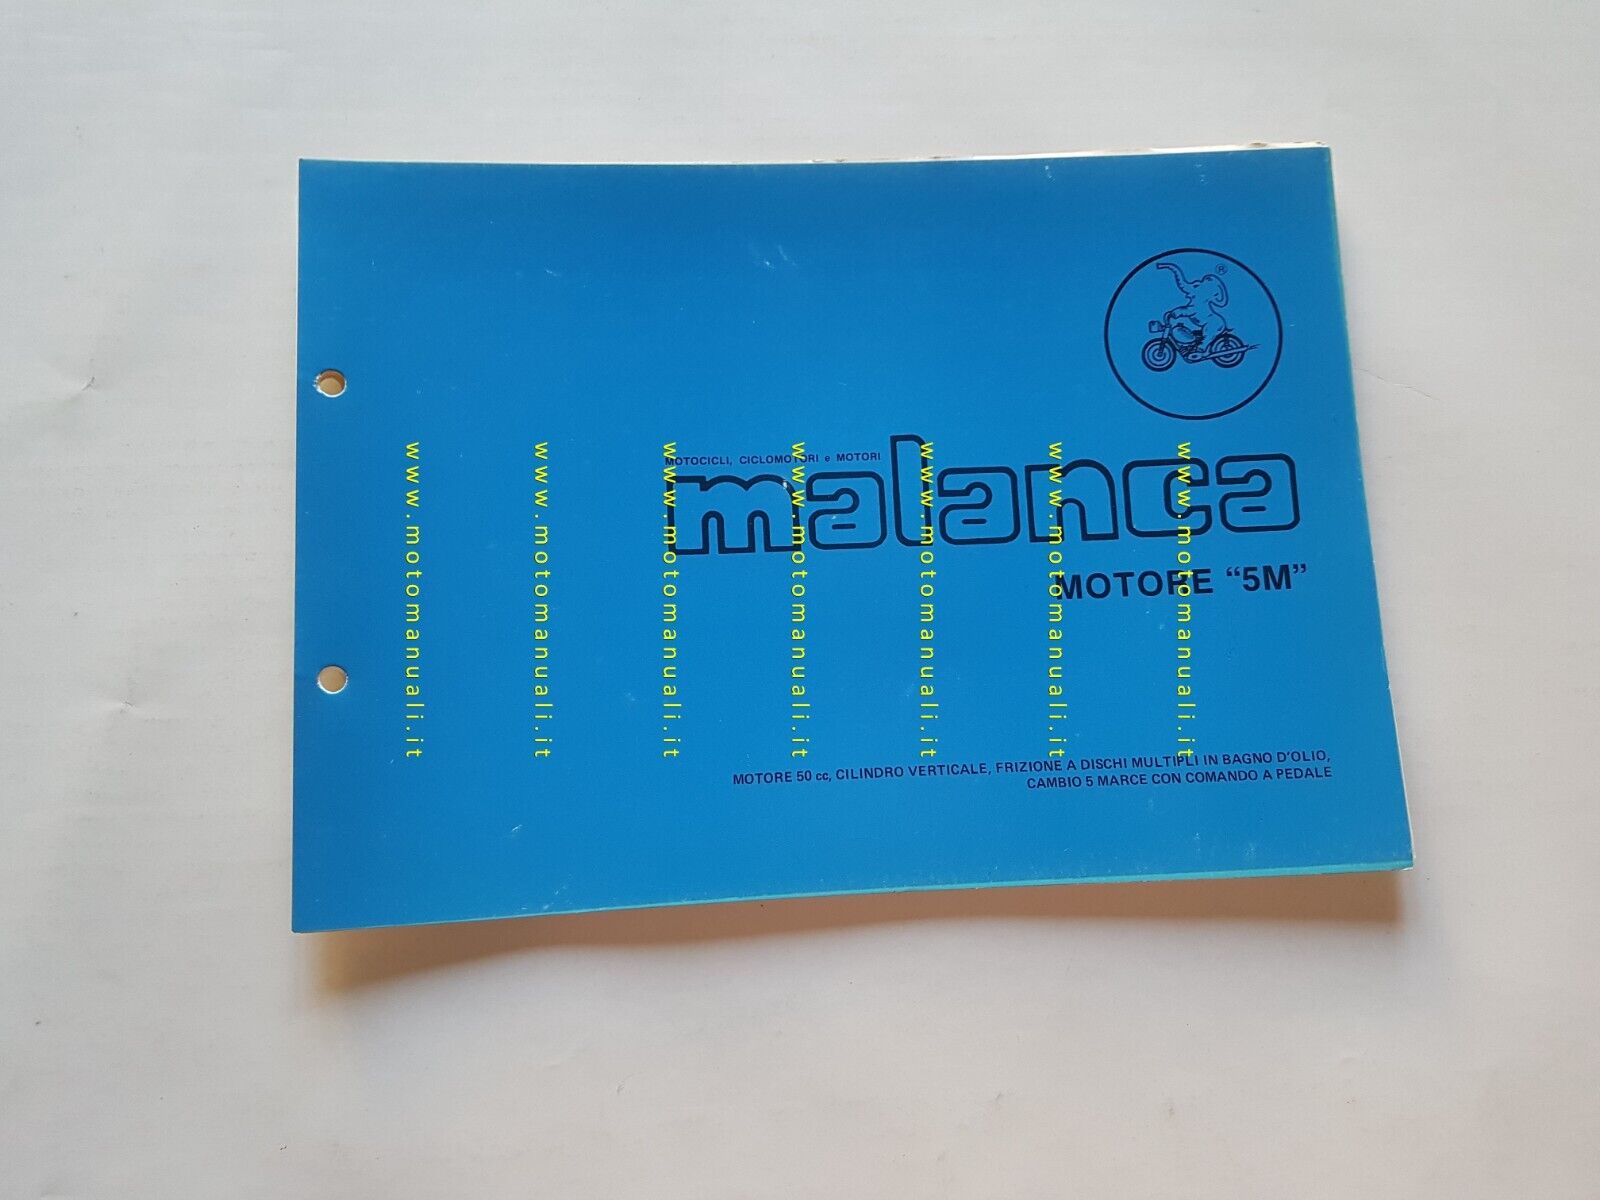 ®
MOTOCICLI, CICLOMOTORI e MOTORI
malanca
MOTORE “5M”
MOTORE 50 cc, CILINDRO VERTICALE, FRIZIONE A DISCHI MULTIPLI IN BAGNO D'OLIO,
CAMBIO 5 MARCE CON COMANDO A PEDALE
www.motomanuali.it
www.motomanuali.it
www.motomanuali.it
www.motomanuali.it
www.motomanuali.it
www.motomanuali.it
www.motomanuali.it